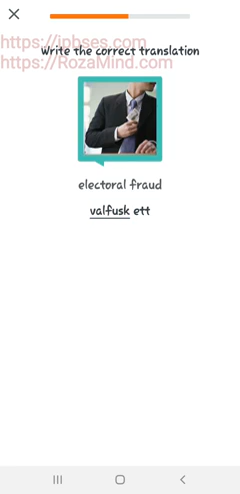 https://jobses.com
Write the correct translation
https://RozaMind.com
electoral fraud
valfusk ett